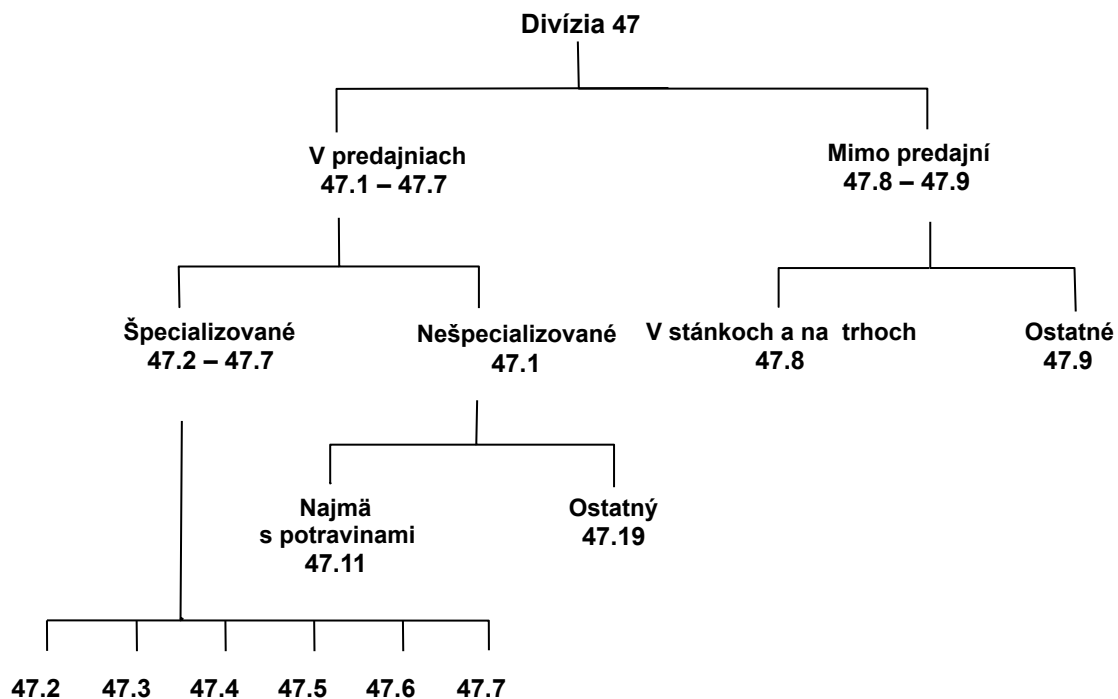 Divízia 47
V predajniach
47.1 – 47.7
Mimo predajní
47.8 – 47.9
Špecializované
47.2 – 47.7
Nešpecializované
47.1
V stánkoch a na trhoch
47.8
Ostatné
47.9
Najmä
s potravinami
47.11
Ostatný
47.19
47.2 47.3 47.4 47.5 47.6 47.7